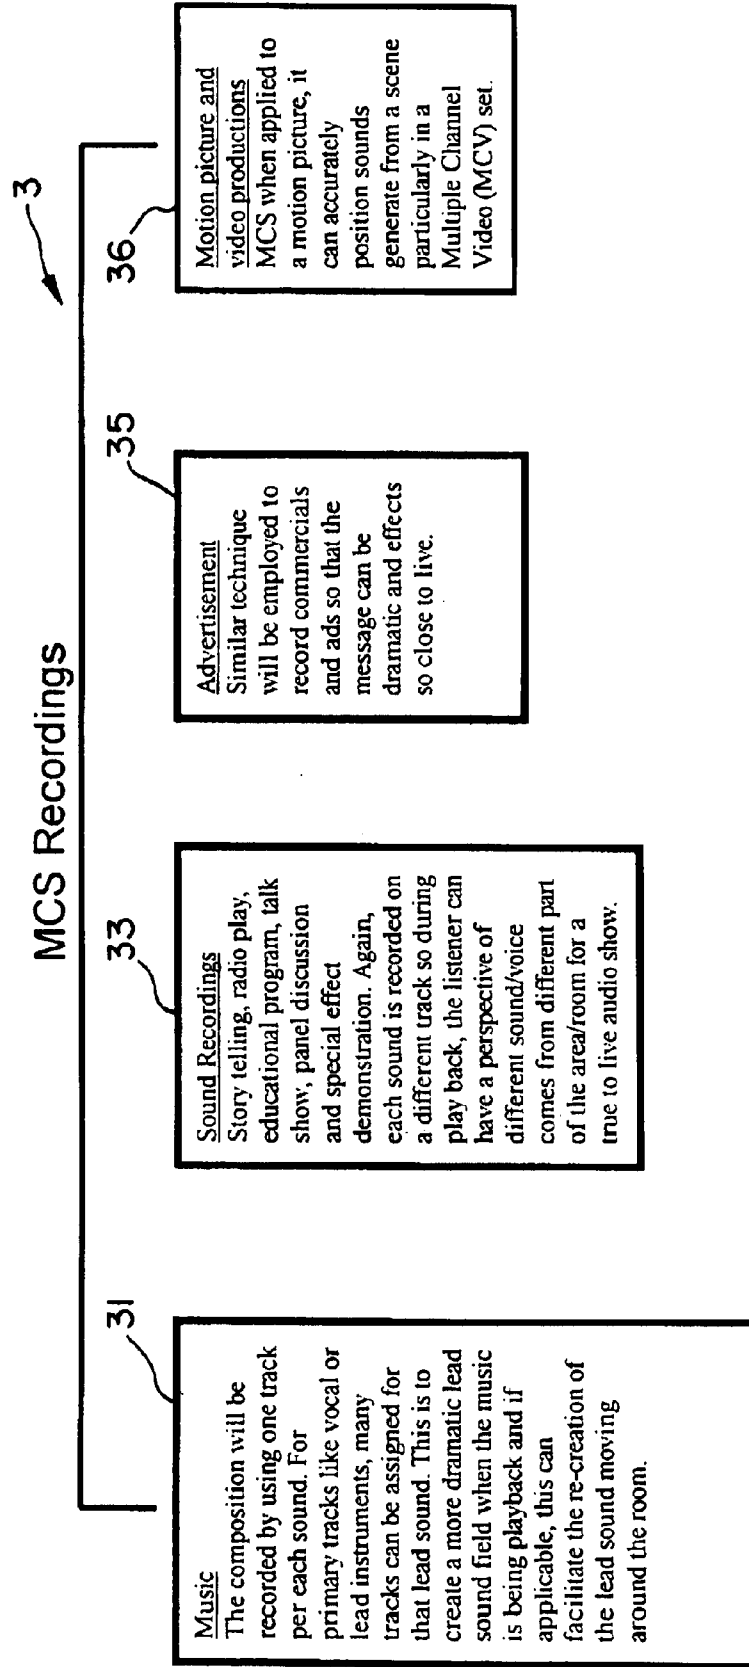 MCS Recordings
3
31
Music
The composition will be
recorded by using one track
per each sound. For
primary tracks like vocal or
lead instruments, many
tracks can be assigned for
that lead sound. This is to
create a more dramatic lead
sound field when the music
is being playback and if
applicable, this can
facilitate the re-creation of
the lead sound moving
around the room.
33
Sound Recordings
Story telling, radio play,
educational program, talk
show, panel discussion
and special effect
demonstration. Again,
each sound is recorded on
a different track so during
play back, the listener can
have a perspective of
different sound/voice
comes from different part
of the area/room for a
true to live audio show.
35
Advertisement
Similar technique
will be employed to
record commercials
and ads so that the
message can be
dramatic and effects
so close to live.
36
Motion picture and
video productions
MCS when applied to
a motion picture, it
can accurately
position sounds
generate from a scene
particularly in a
Multiple Channel
Video (MCV) set.